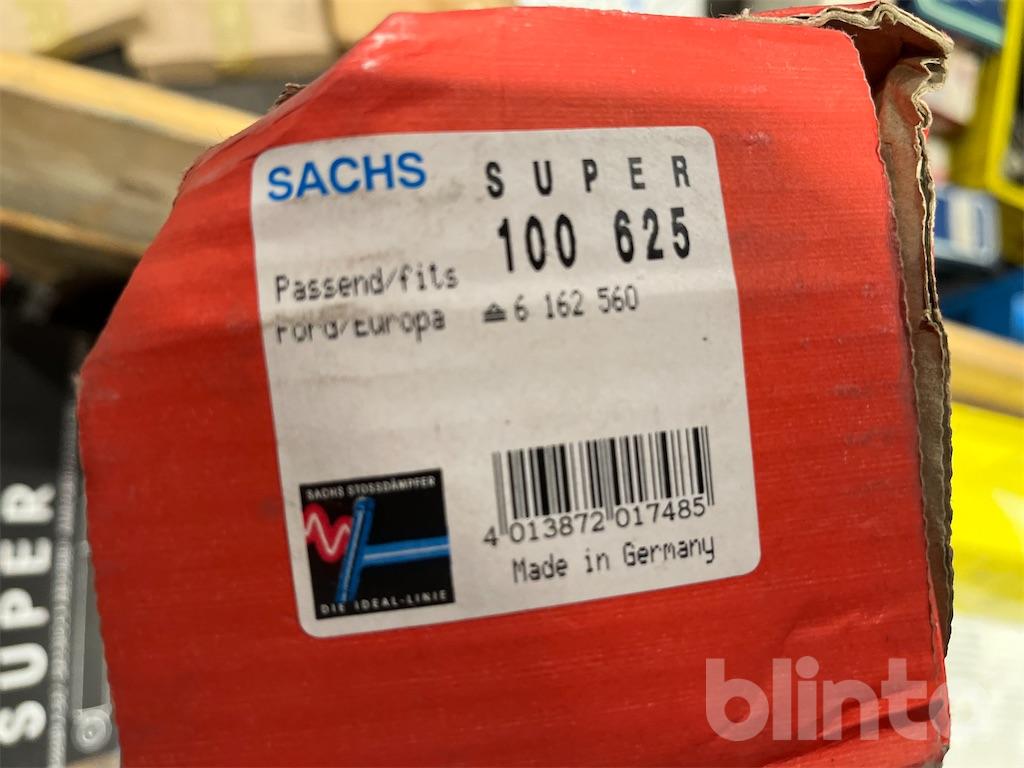 SACHS SUPER
100 625
Passend/fits
Ford/Europa ≙ 6 162 560
SACHS STOSSDÄMPFER
DIE IDEAL-LINIE
4 013872 017485
Made in Germany
SUPER
blinto